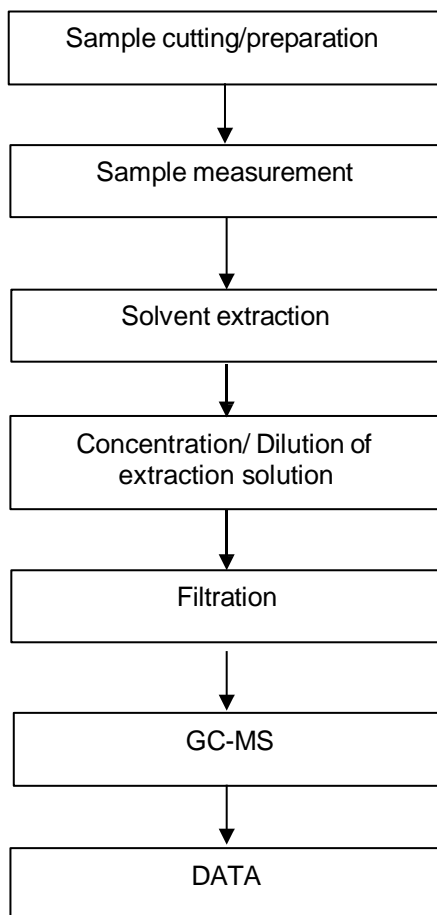 Sample cutting/preparation
Sample measurement
Solvent extraction
Concentration/ Dilution of
extraction solution
Filtration
GC-MS
DATA